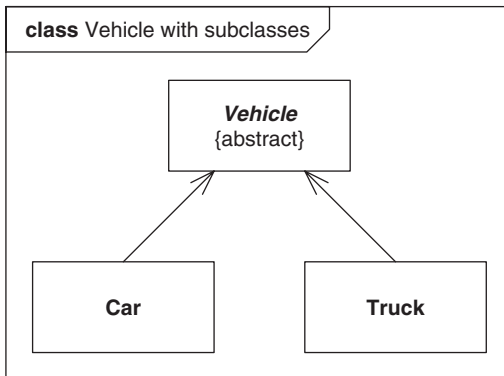 class Vehicle with subclasses
Vehicle
{abstract}
Car
Truck